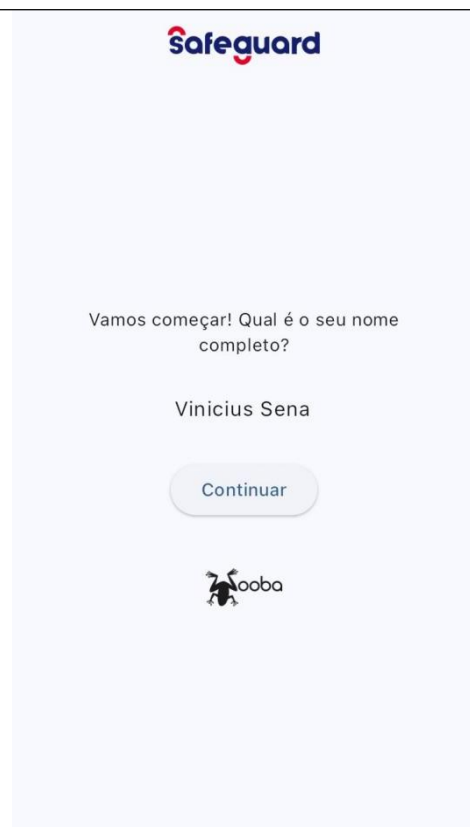 safeguard
Vamos começar! Qual é o seu nome
completo?
Vinicius Sena
Continuar
ooba